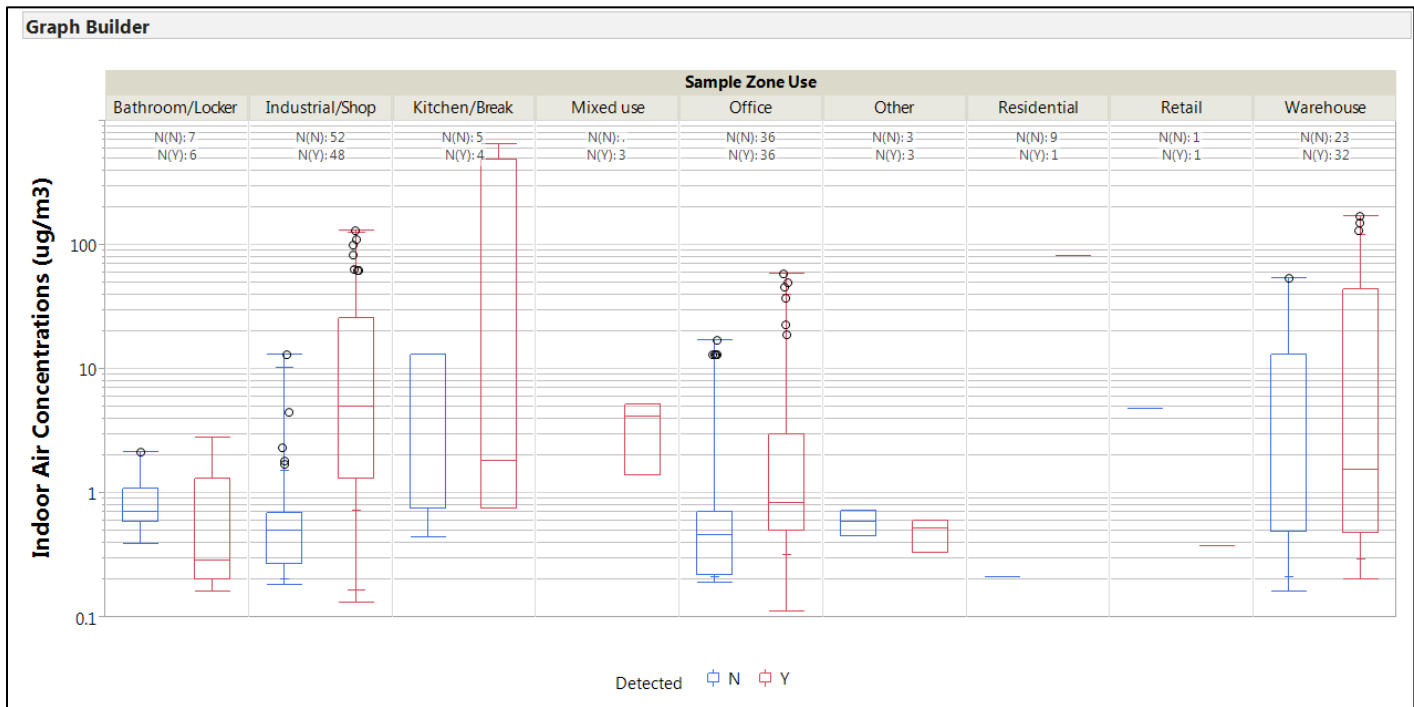 Graph Builder
Sample Zone Use
Bathroom/Locker Industrial/Shop Kitchen/Break Mixed use Office Other Residential Retail Warehouse
N(N): 7 N(N): 52 N(N): 5 N(N): . N(N): 36 N(N): 3 N(N): 9 N(N): 1 N(N): 23
N(Y): 6 N(Y): 48 N(Y): 4 N(Y): 3 N(Y): 36 N(Y): 3 N(Y): 1 N(Y): 1 N(Y): 32
Indoor Air Concentrations (ug/m3)
100
10
1
0.1
Detected N Y